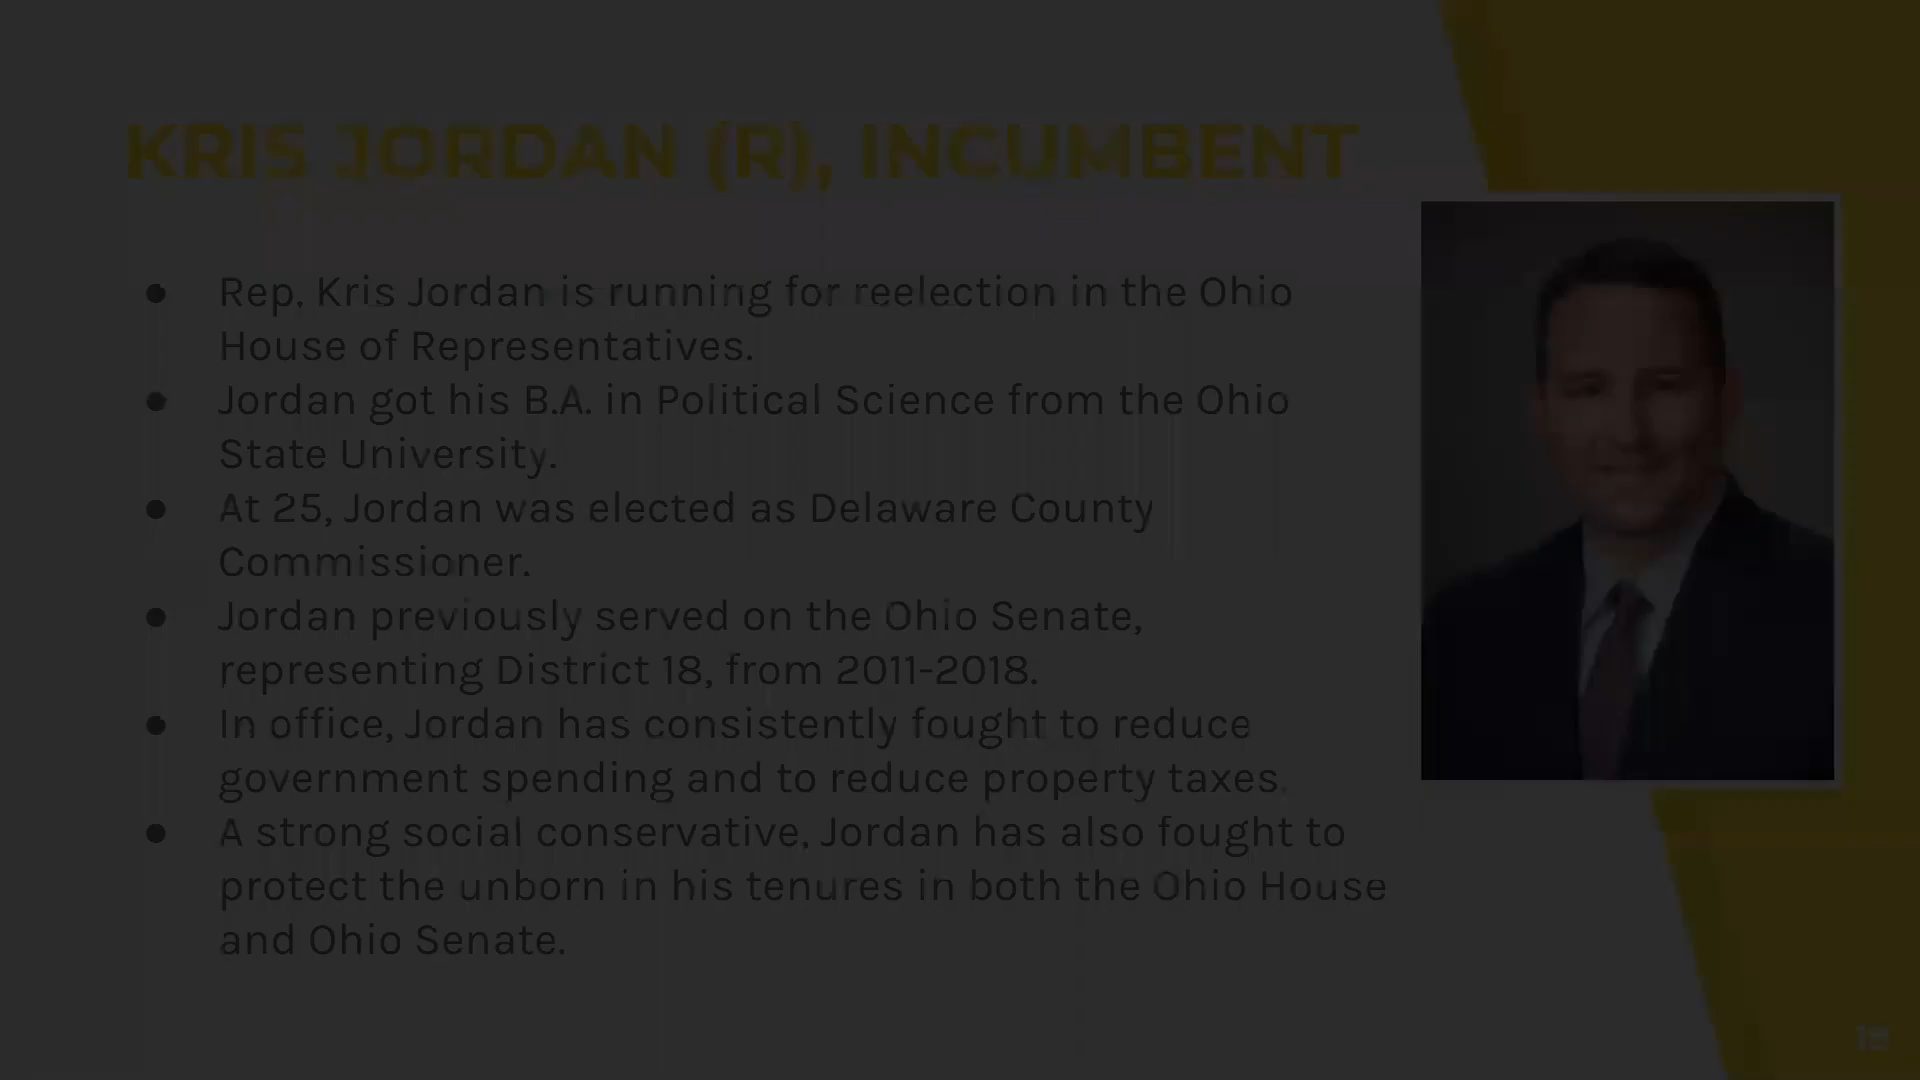 KRIS JORDAN (R), INCUMBENT
● Rep. Kris Jordan is running for reelection in the Ohio
House of Representatives.
● Jordan got his B.A. in Political Science from the Ohio
State University.
● At 25, Jordan was elected as Delaware County
Commissioner.
● Jordan previously served on the Ohio Senate,
representing District 18, from 2011-2018.
● In office, Jordan has consistently fought to reduce
government spending and to reduce property taxes.
● A strong social conservative, Jordan has also fought to
protect the unborn in his tenures in both the Ohio House
and Ohio Senate.